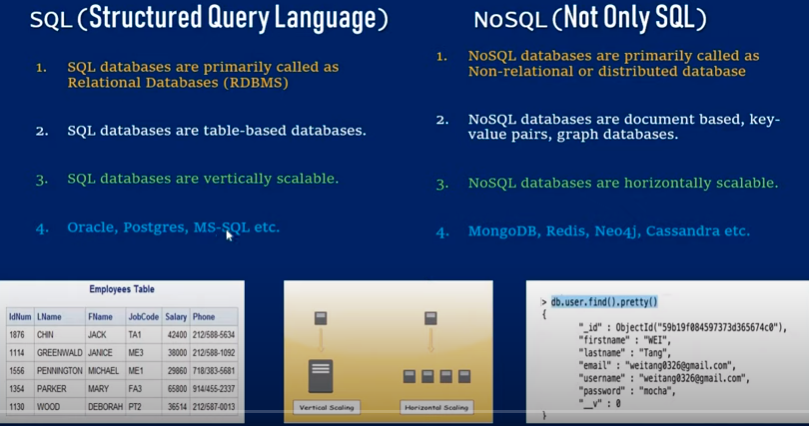 SQL (Structured Query Language)
1. SQL databases are primarily called as
Relational Databases (RDBMS)
2. SQL databases are table-based databases.
3. SQL databases are vertically scalable.
4. Oracle, Postgres, MS-SQL etc.
NoSQL (Not Only SQL)
1. NoSQL databases are primarily called as
Non-relational or distributed database
2. NoSQL databases are document based, key-
value pairs, graph databases.
3. NoSQL databases are horizontally scalable.
4. MongoDB, Redis, Neo4j, Cassandra etc.
Employees Table
IdNum LName FName JobCode Salary Phone
1876 CHIN JACK TA1 42400 212/588-5634
1114 GREENWALD JANICE ME3 38000 212/588-1092
1556 PENNINGTON MICHAEL ME1 29860 718/383-5681
1354 PARKER MARY FA3 65800 914/455-2337
1130 WOOD DEBORAH PT2 36514 212/587-0013
Vertical Scaling
Horizontal Scaling
> db.user.find().pretty()
{
"_id" : ObjectId("59b19f084597373d365674c0"),
"firstname" : "WEI",
"lastname" : "Tang",
"email" : "weitang0326@gmail.com",
"username" : "weitang0326@gmail.com",
"password" : "mocha",
"__v" : 0
}